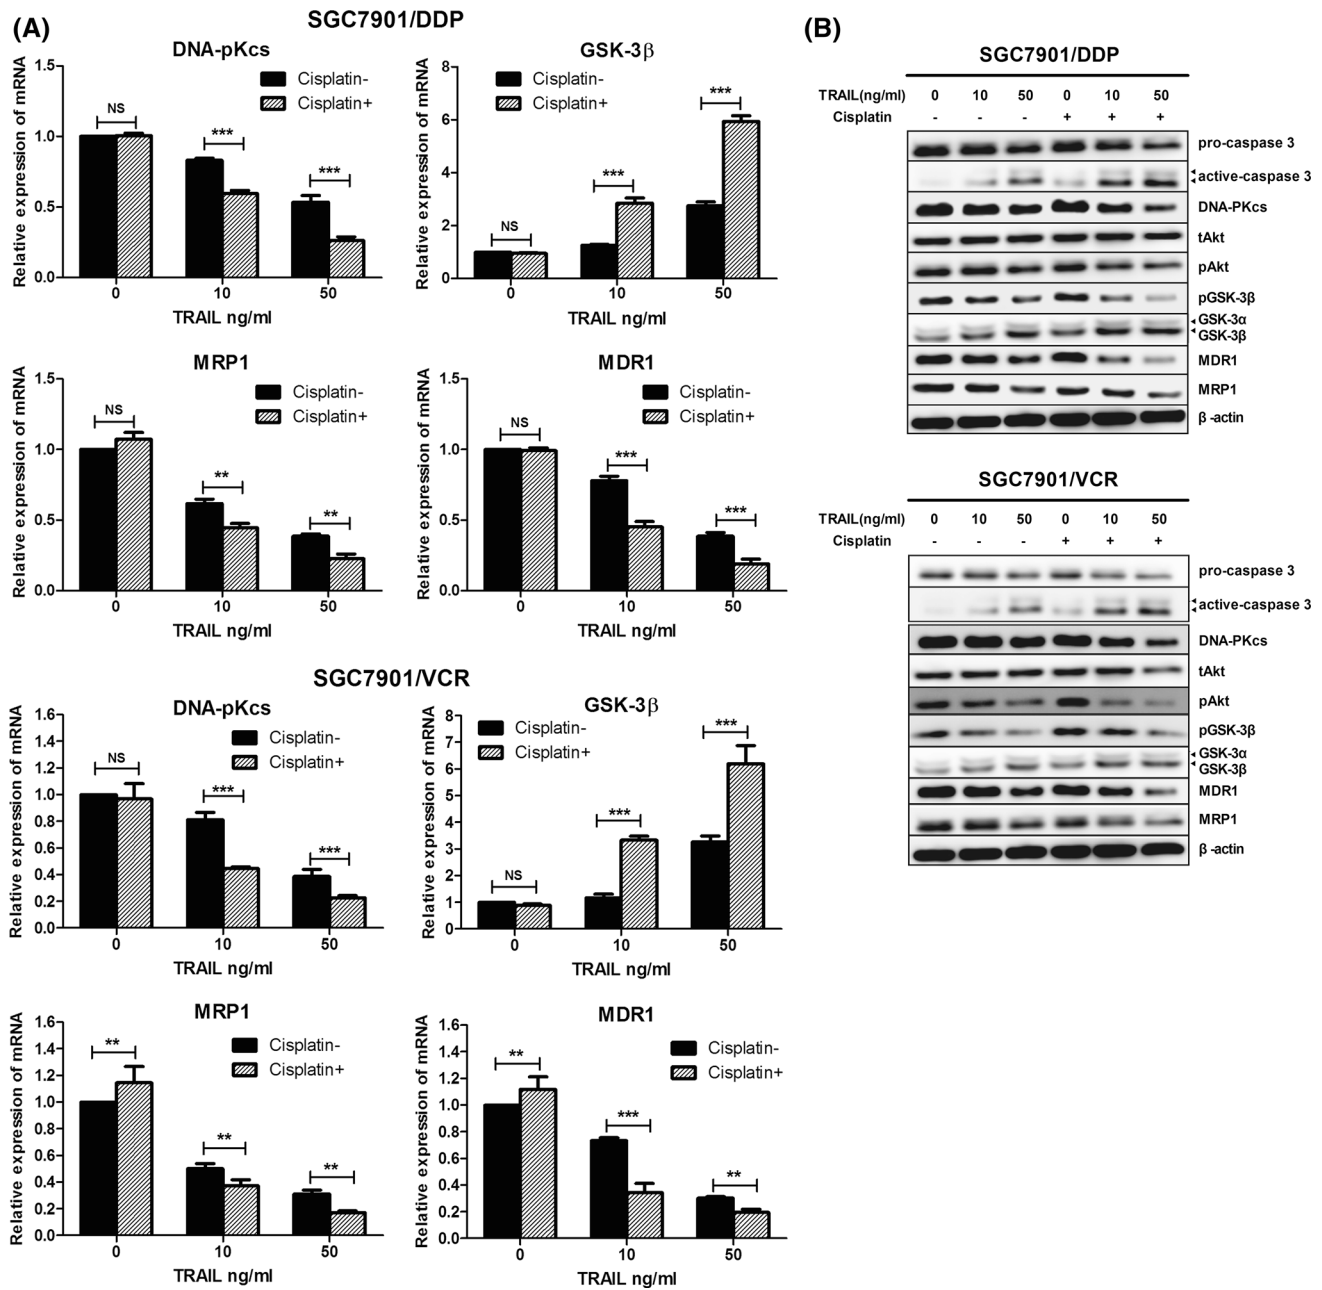 (A)
SGC7901/DDP
DNA-pKcs
Relative expression of mRNA
1.5
1.0
0.5
0.0
Cisplatin-
Cisplatin+
NS
***
***
0 10 50
TRAIL ng/ml
GSK-3β
Relative expression of mRNA
8
6
4
2
0
Cisplatin-
Cisplatin+
NS
***
***
0 10 50
TRAIL ng/ml
MRP1
Relative expression of mRNA
1.5
1.0
0.5
0.0
Cisplatin-
Cisplatin+
NS
**
**
0 10 50
TRAIL ng/ml
MDR1
Relative expression of mRNA
1.5
1.0
0.5
0.0
Cisplatin-
Cisplatin+
NS
***
***
0 10 50
TRAIL ng/ml
SGC7901/VCR
DNA-pKcs
Relative expression of mRNA
1.6
1.4
1.2
1.0
0.8
0.6
0.4
0.2
0.0
Cisplatin-
Cisplatin+
NS
***
***
0 10 50
TRAIL ng/ml
GSK-3β
Relative expression of mRNA
8
7
6
5
4
3
2
1
0
Cisplatin-
Cisplatin+
NS
***
***
0 10 50
TRAIL ng/ml
MRP1
Relative expression of mRNA
1.6
1.4
1.2
1.0
0.8
0.6
0.4
0.2
0.0
Cisplatin-
Cisplatin+
**
**
**
0 10 50
TRAIL ng/ml
MDR1
Relative expression of mRNA
1.6
1.4
1.2
1.0
0.8
0.6
0.4
0.2
0.0
Cisplatin-
Cisplatin+
**
***
**
0 10 50
TRAIL ng/ml
(B)
SGC7901/DDP
TRAIL(ng/ml) 0 10 50 0 10 50
Cisplatin - - - + + +
pro-caspase 3
active-caspase 3
DNA-PKcs
tAkt
pAkt
pGSK-3β
GSK-3α
GSK-3β
MDR1
MRP1
β -actin
SGC7901/VCR
TRAIL(ng/ml) 0 10 50 0 10 50
Cisplatin - - - + + +
pro-caspase 3
active-caspase 3
DNA-PKcs
tAkt
pAkt
pGSK-3β
GSK-3α
GSK-3β
MDR1
MRP1
β -actin